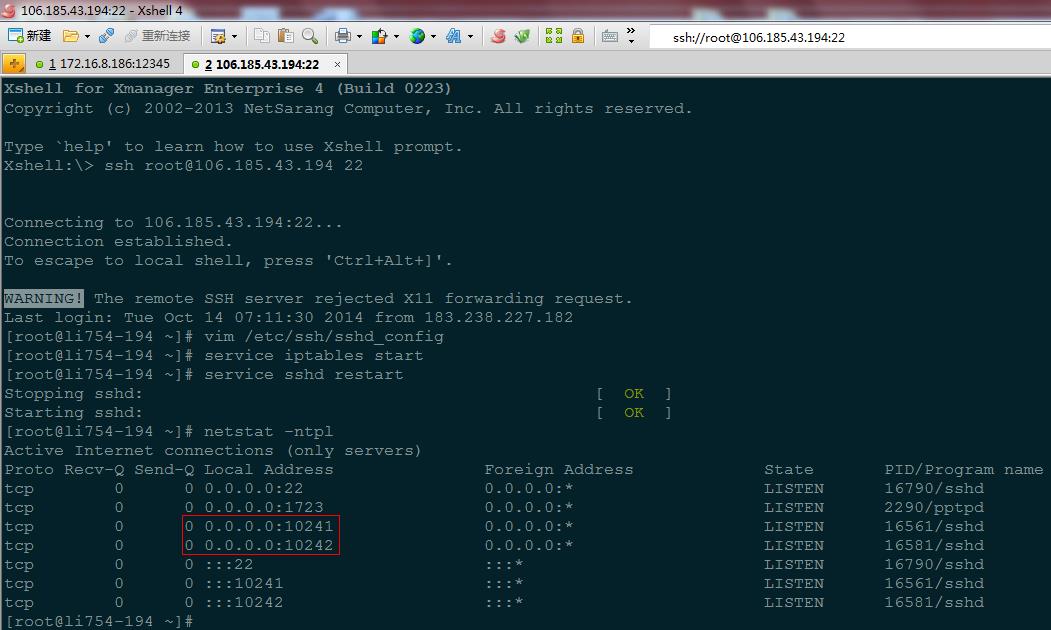 106.185.43.194:22 - Xshell 4
新建 重新连接 ssh://root@106.185.43.194:22
1 172.16.8.186:12345 2 106.185.43.194:22 ×
Xshell for Xmanager Enterprise 4 (Build 0223)
Copyright (c) 2002-2013 NetSarang Computer, Inc. All rights reserved.
Type `help' to learn how to use Xshell prompt.
Xshell:\> ssh root@106.185.43.194 22
Connecting to 106.185.43.194:22...
Connection established.
To escape to local shell, press 'Ctrl+Alt+]'.
WARNING! The remote SSH server rejected X11 forwarding request.
Last login: Tue Oct 14 07:11:30 2014 from 183.238.227.182
[root@li754-194 ~]# vim /etc/ssh/sshd_config
[root@li754-194 ~]# service iptables start
[root@li754-194 ~]# service sshd restart
Stopping sshd: [ OK ]
Starting sshd: [ OK ]
[root@li754-194 ~]# netstat -ntpl
Active Internet connections (only servers)
Proto Recv-Q Send-Q Local Address Foreign Address State PID/Program name
tcp 0 0 0.0.0.0:22 0.0.0.0:* LISTEN 16790/sshd
tcp 0 0 0.0.0.0:1723 0.0.0.0:* LISTEN 2290/pptpd
tcp 0 0 0.0.0.0:10241 0.0.0.0:* LISTEN 16561/sshd
tcp 0 0 0.0.0.0:10242 0.0.0.0:* LISTEN 16581/sshd
tcp 0 0 :::22 :::* LISTEN 16790/sshd
tcp 0 0 :::10241 :::* LISTEN 16561/sshd
tcp 0 0 :::10242 :::* LISTEN 16581/sshd
[root@li754-194 ~]#